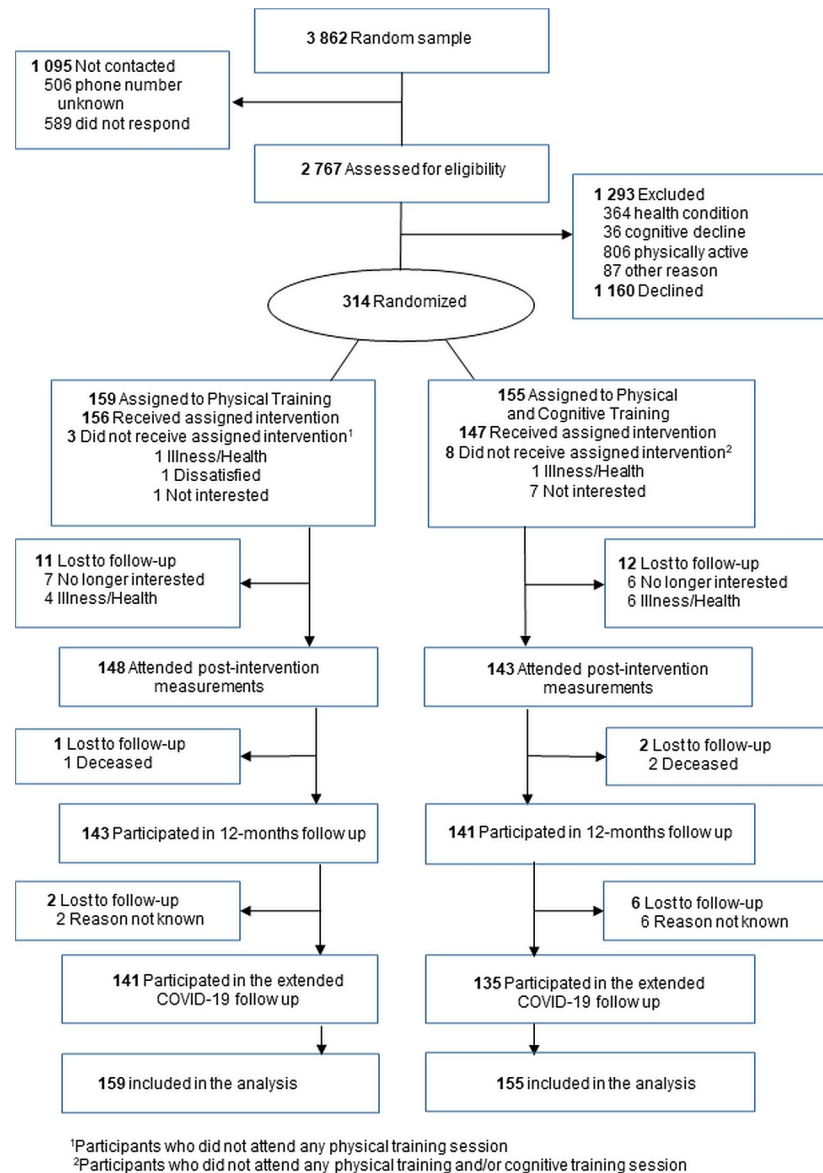 3 862 Random sample
1 095 Not contacted
506 phone number
unknown
589 did not respond
2 767 Assessed for eligibility
1 293 Excluded
364 health condition
36 cognitive decline
806 physically active
87 other reason
1 160 Declined
314 Randomized
159 Assigned to Physical Training
156 Received assigned intervention
3 Did not receive assigned intervention¹
1 Illness/Health
1 Dissatisfied
1 Not interested
155 Assigned to Physical
and Cognitive Training
147 Received assigned intervention
8 Did not receive assigned intervention²
1 Illness/Health
7 Not interested
11 Lost to follow-up
7 No longer interested
4 Illness/Health
12 Lost to follow-up
6 No longer interested
6 Illness/Health
148 Attended post-intervention
measurements
143 Attended post-intervention
measurements
1 Lost to follow-up
1 Deceased
2 Lost to follow-up
2 Deceased
143 Participated in 12-months follow up
141 Participated in 12-months follow up
2 Lost to follow-up
2 Reason not known
6 Lost to follow-up
6 Reason not known
141 Participated in the extended
COVID-19 follow up
135 Participated in the extended
COVID-19 follow up
159 included in the analysis
155 included in the analysis
¹Participants who did not attend any physical training session
²Participants who did not attend any physical training and/or cognitive training session